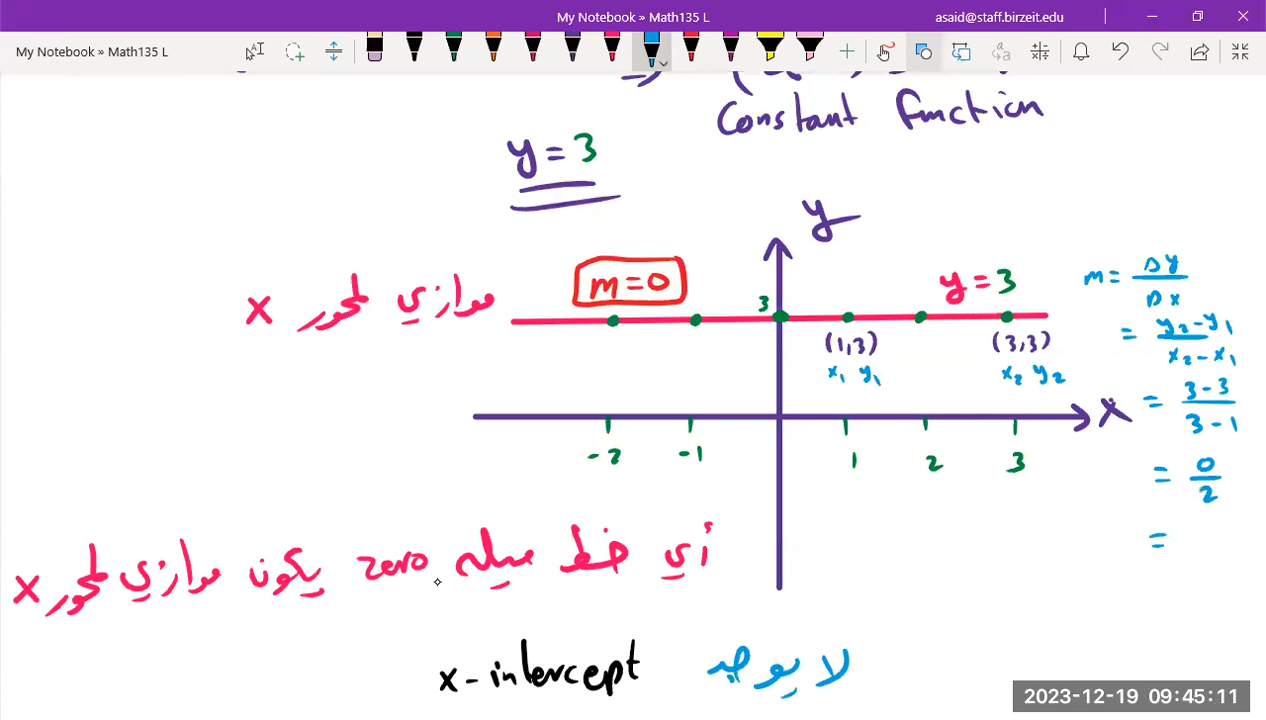 My Notebook » Math135 L
asaid@staff.birzeit.edu
My Notebook » Math135 L
Constant function
y = 3
y
m = 0
y = 3
موازي لمحور x
3
(1,3)
(3,3)
x1 y1
x2 y2
x
-2 -1 1 2 3
m = Δy / Δx
= y2 - y1 / x2 - x1
= 3 - 3 / 3 - 1
= 0 / 2
=
أي خط ميله zero يكون موازي لمحور x
لا يوجد x-intercept
2023-12-19 09:45:11